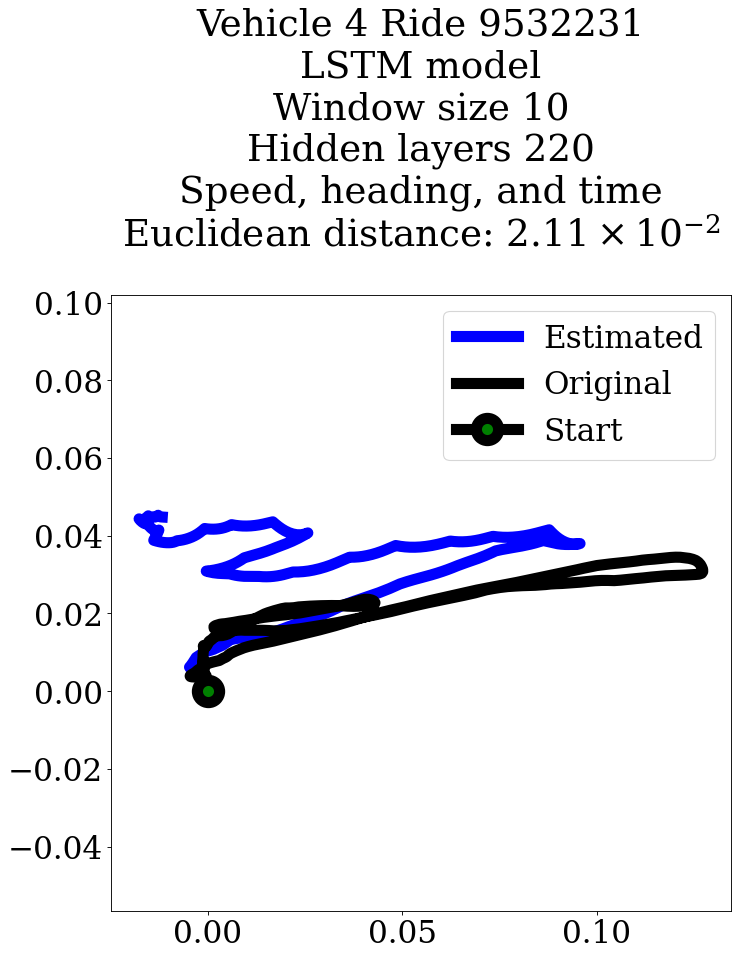 Vehicle 4 Ride 9532231
LSTM model
Window size 10
Hidden layers 220
Speed, heading, and time
Euclidean distance: 2.11 × 10⁻²
Estimated
Original
Start
0.10
0.08
0.06
0.04
0.02
0.00
−0.02
−0.04
0.00 0.05 0.10